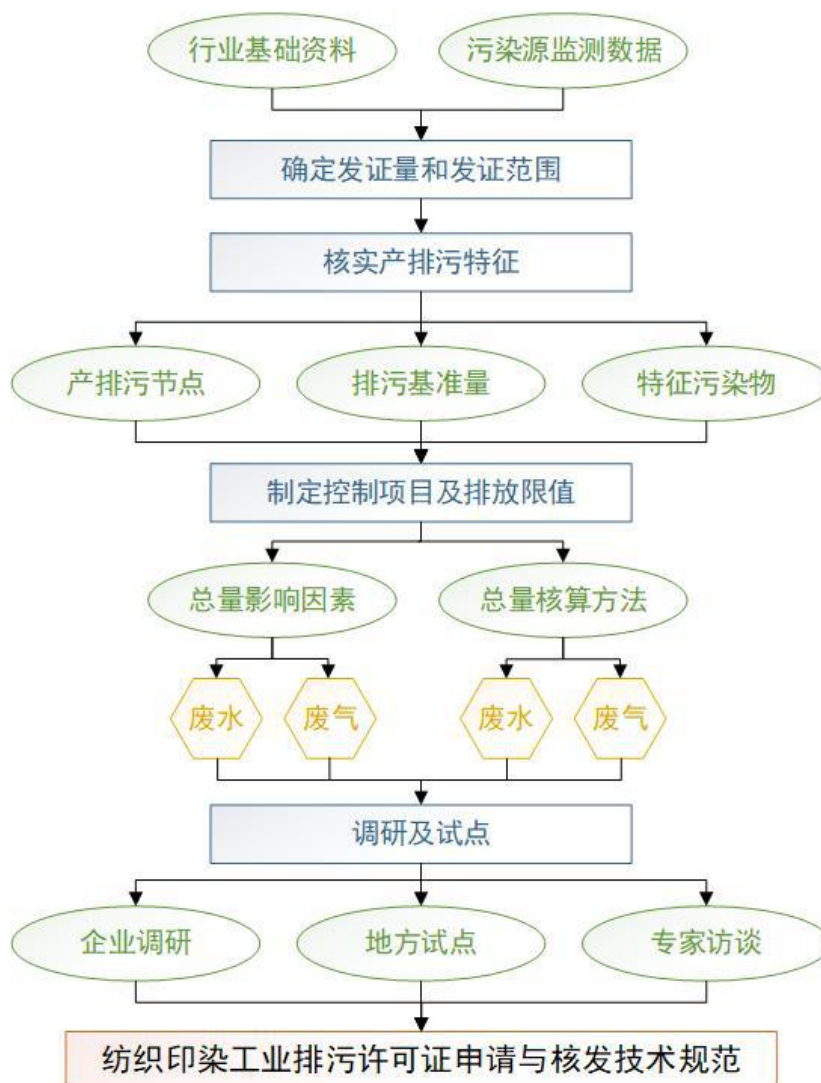 行业基础资料
污染源监测数据
确定发证量和发证范围
核实产排污特征
产排污节点
排污基准量
特征污染物
制定控制项目及排放限值
总量影响因素
总量核算方法
废水
废气
废水
废气
调研及试点
企业调研
地方试点
专家访谈
纺织印染工业排污许可证申请与核发技术规范